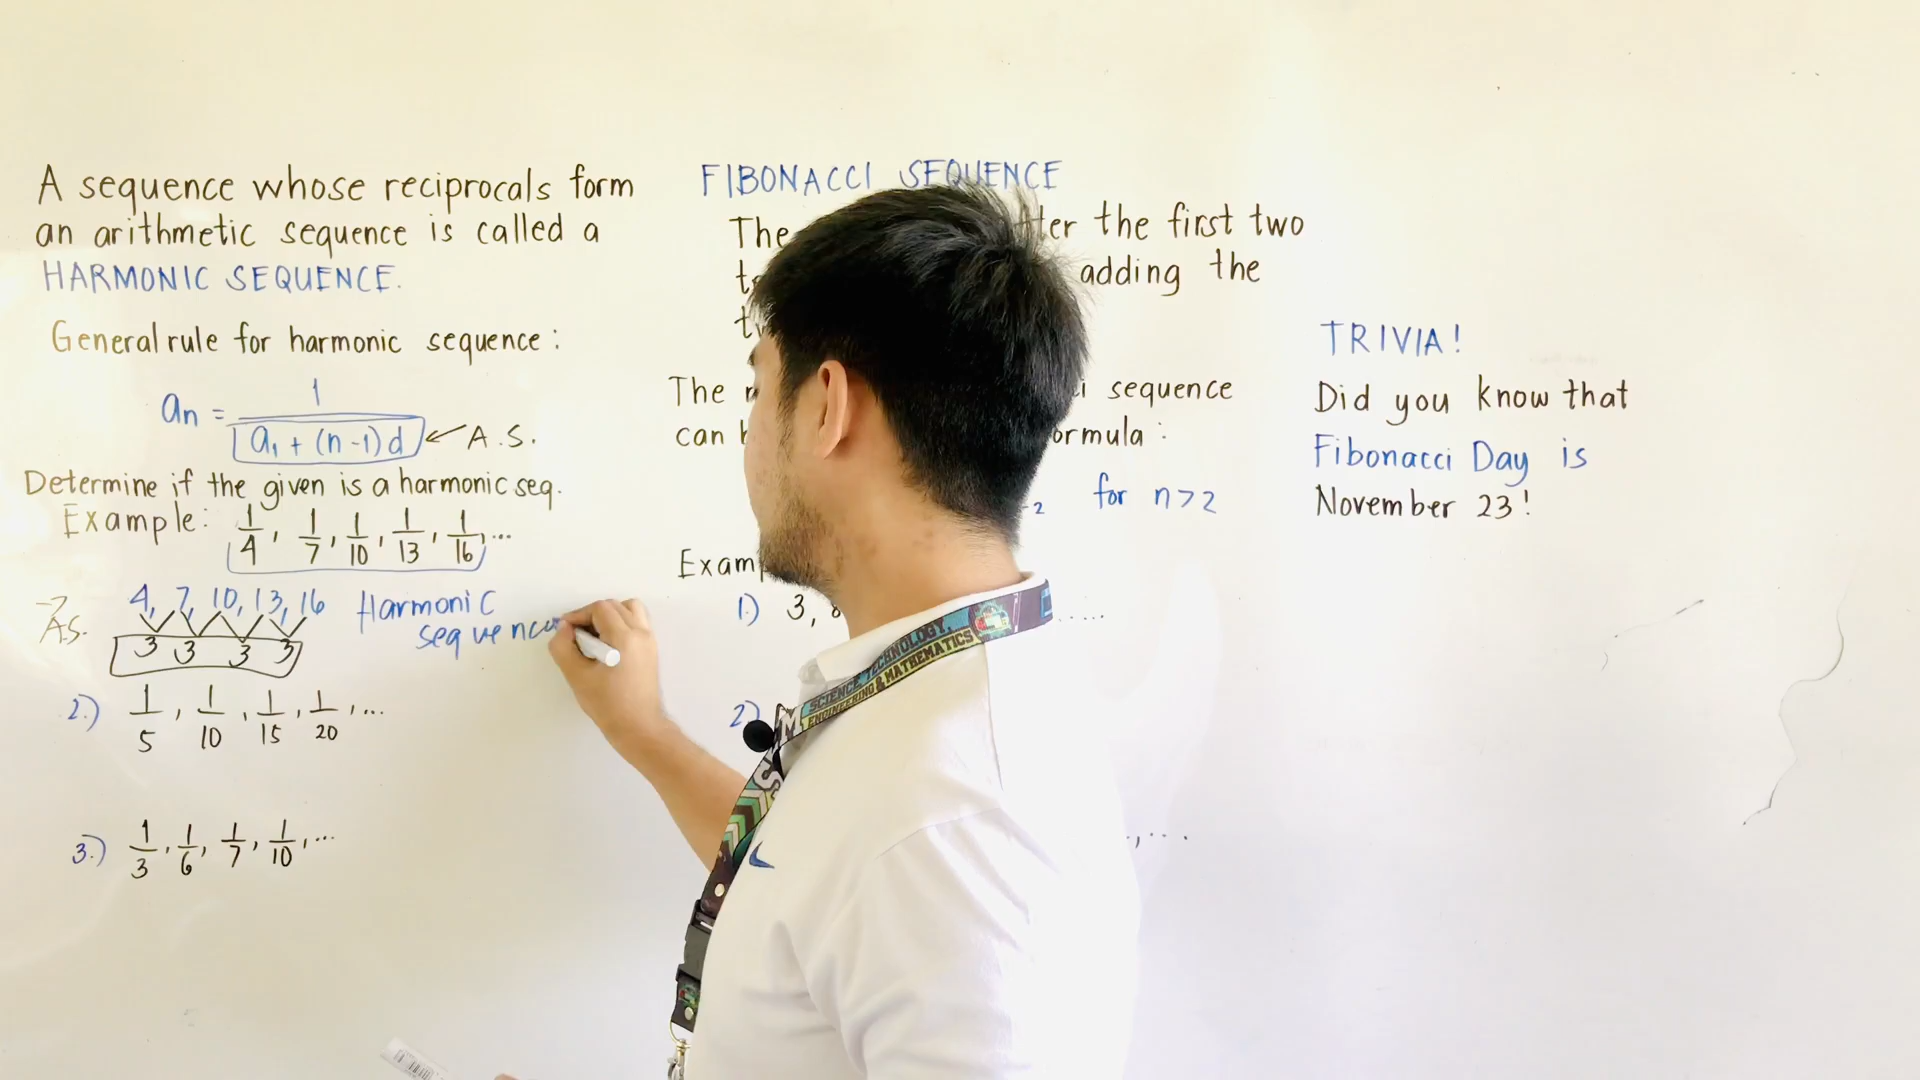 A sequence whose reciprocals form
an arithmetic sequence is called a
HARMONIC SEQUENCE.
General rule for harmonic sequence:
an = 1
a1 + (n-1)d ← A.S.
Determine if the given is a harmonic seq.
Example: 1/4, 1/7, 1/10, 1/13, 1/16, ...
A.S. 4, 7, 10, 13, 16 Harmonic
sequence
3 3 3 3
2.) 1/5, 1/10, 1/15, 1/20, ...
3.) 1/3, 1/6, 1/7, 1/10, ...
FIBONACCI SEQUENCE
The the first two
adding the
The sequence
can
for n>2
1.) 3,
2.)
TRIVIA!
Did you know that
Fibonacci Day is
November 23!
SCIENCE, TECHNOLOGY,
ENGINEERING & MATHEMATICS